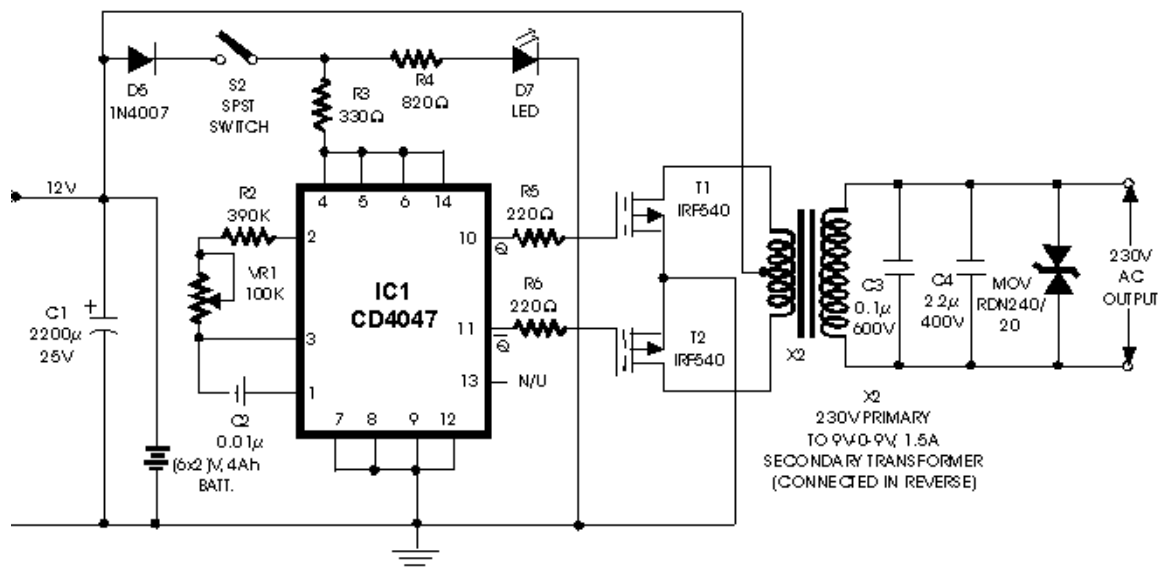 D6
1N4007
S2
SPST
SWITCH
R3
330Ω
R4
820Ω
D7
LED
12V
C1
2200µ
25V
+
(6x2)V,4Ah
BATT.
R2
390K
VR1
100K
C2
0.01µ
IC1
CD4047
4
5
6
14
2
3
1
10
11
13
7
8
9
12
Q
Q̅
N/U
R5
220Ω
R6
220Ω
T1
IRF540
T2
IRF540
X2
C3
0.1µ
600V
C4
2.2µ
400V
MOV
RDN240/
20
230V
AC
OUTPUT
X2
230V PRIMARY
TO 9V-0-9V, 1.5A
SECONDARY TRANSFORMER
(CONNECTED IN REVERSE)